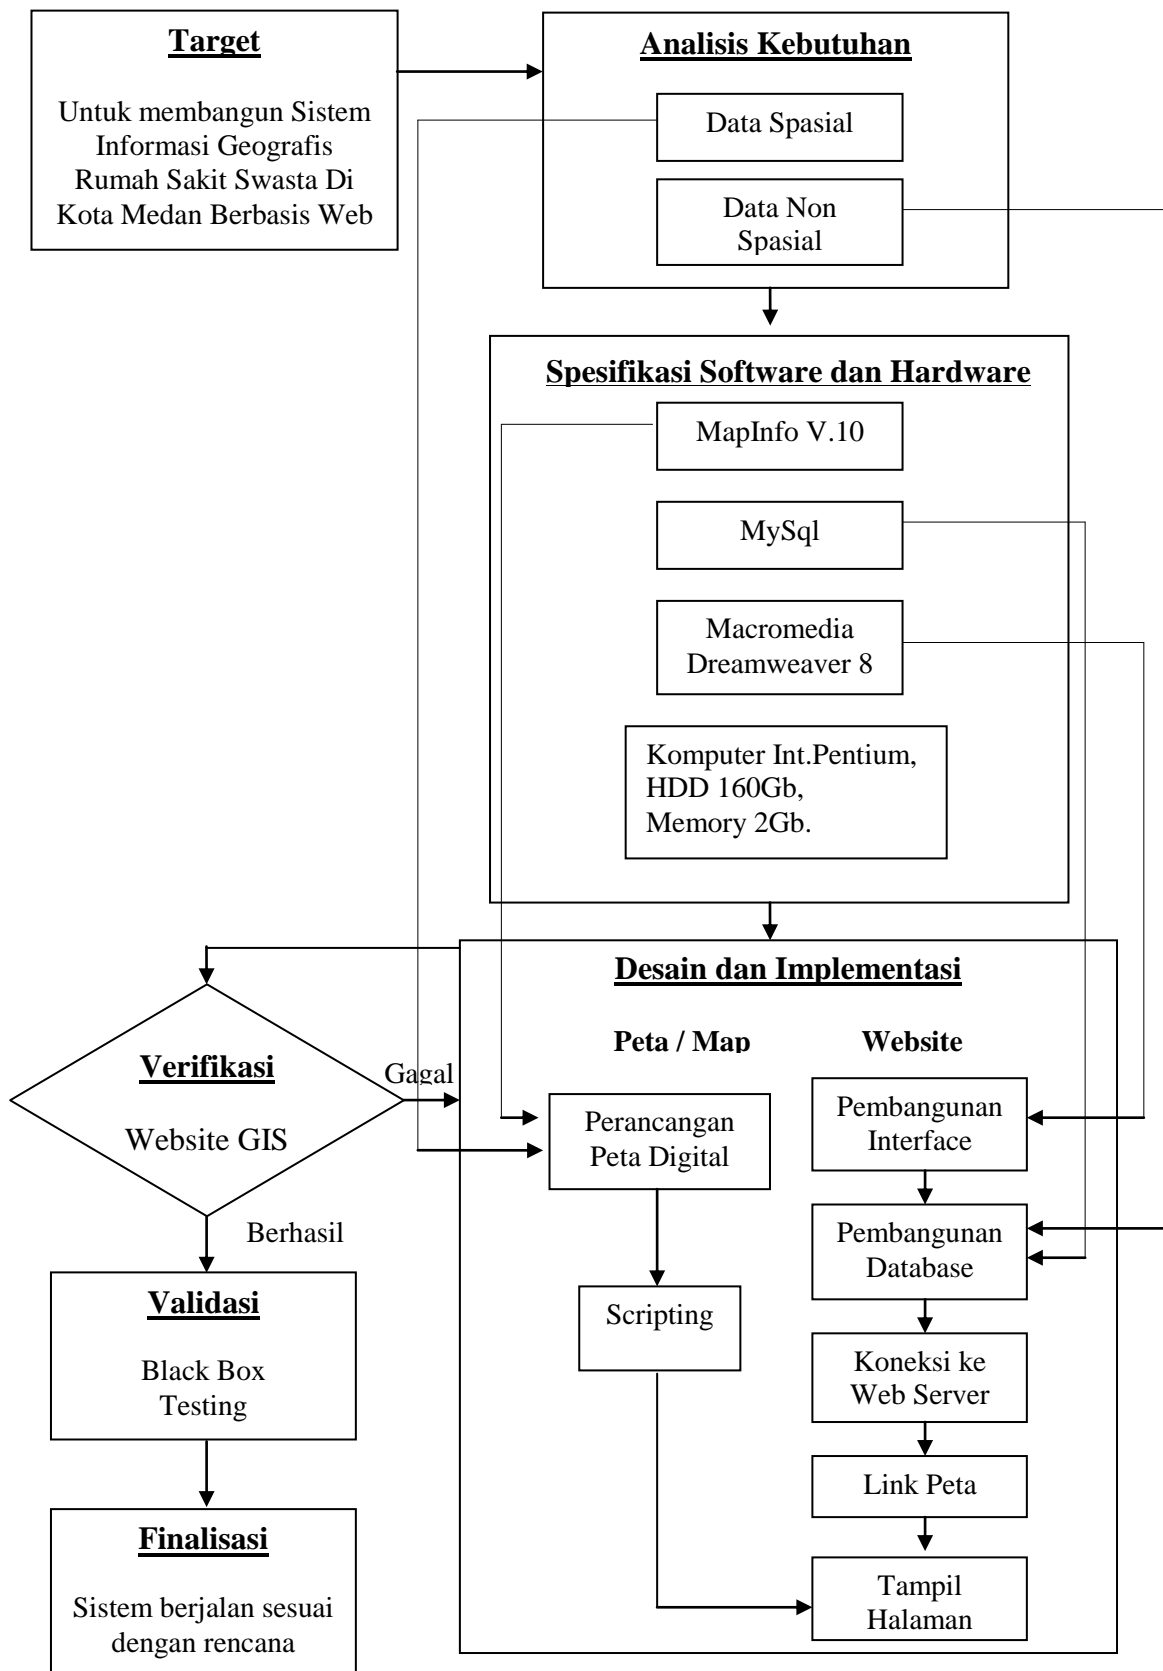 Target
Untuk membangun Sistem
Informasi Geografis
Rumah Sakit Swasta Di
Kota Medan Berbasis Web
Analisis Kebutuhan
Data Spasial
Data Non
Spasial
Spesifikasi Software dan Hardware
MapInfo V.10
MySql
Macromedia
Dreamweaver 8
Komputer Int.Pentium,
HDD 160Gb,
Memory 2Gb.
Desain dan Implementasi
Peta / Map
Website
Perancangan
Peta Digital
Scripting
Pembangunan
Interface
Pembangunan
Database
Koneksi ke
Web Server
Link Peta
Tampil
Halaman
Verifikasi
Website GIS
Gagal
Berhasil
Validasi
Black Box
Testing
Finalisasi
Sistem berjalan sesuai
dengan rencana